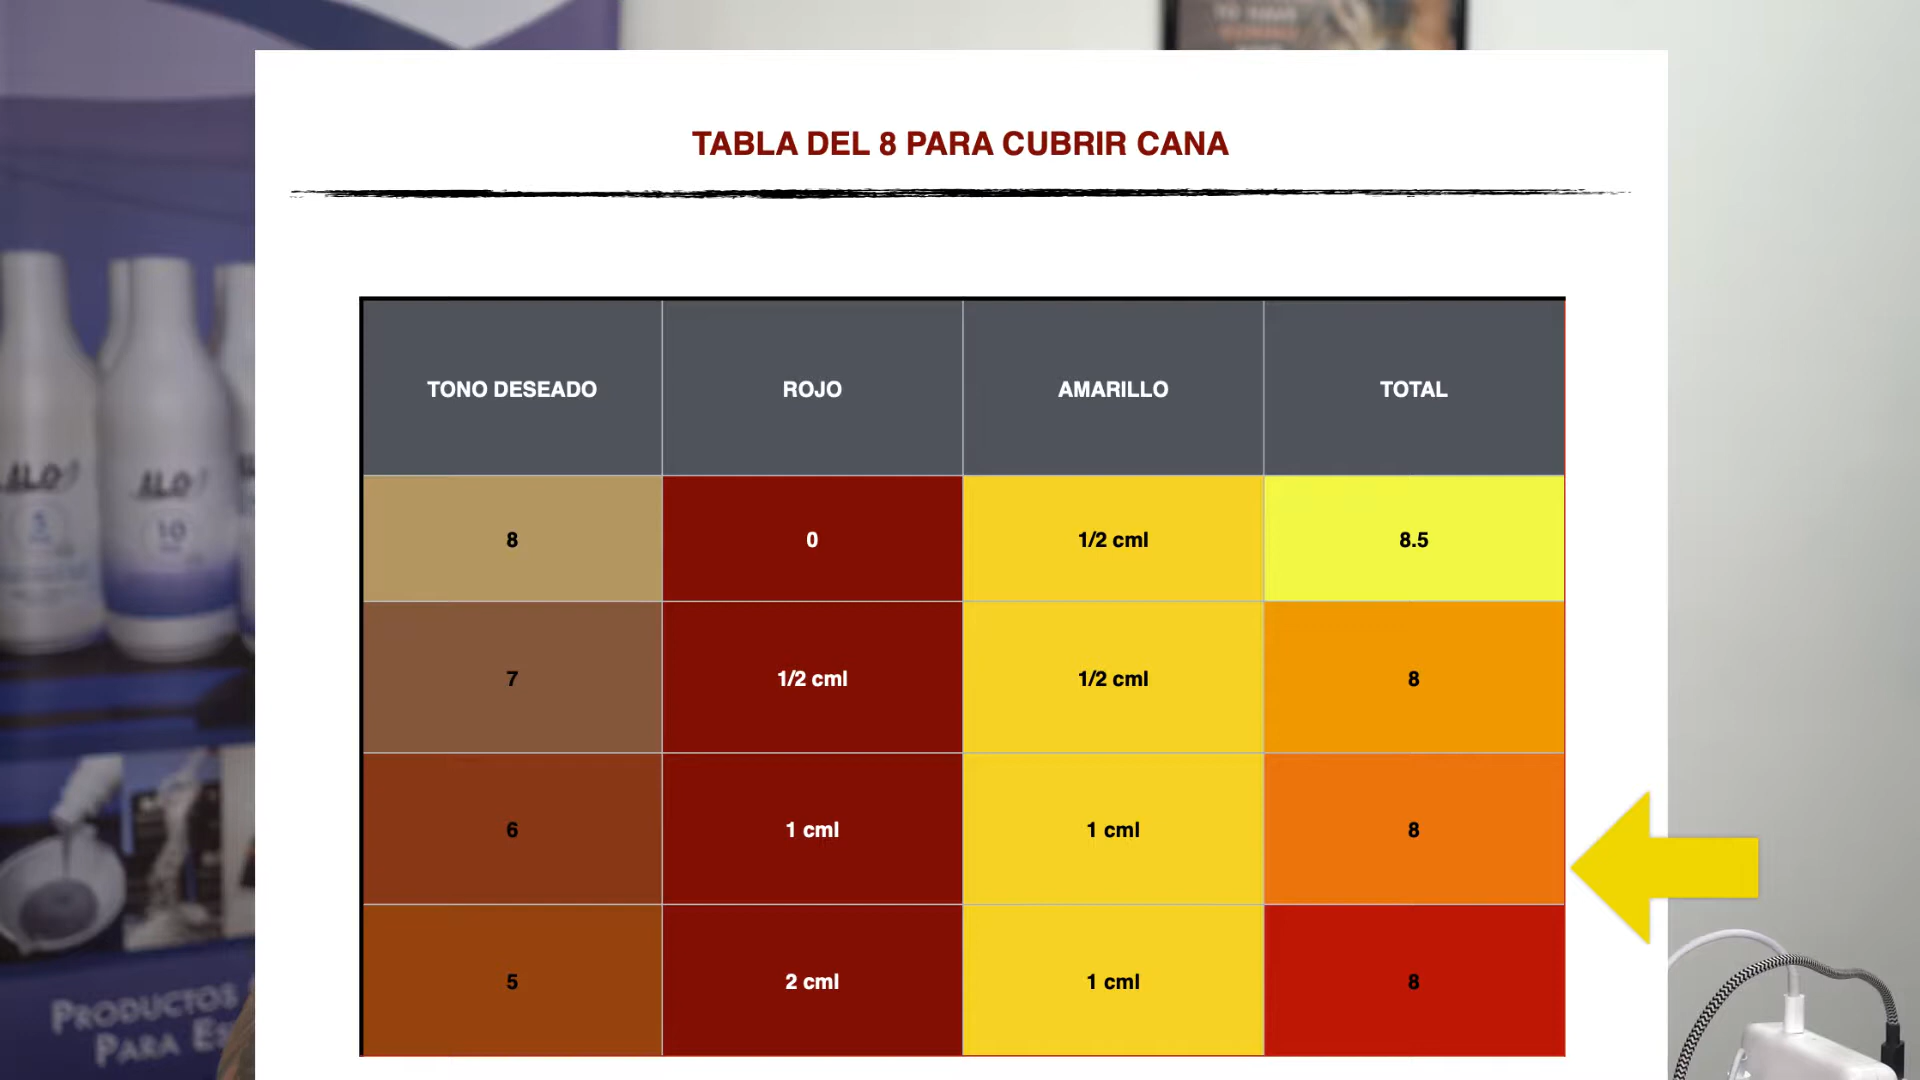 TABLA DEL 8 PARA CUBRIR CANA
TONO DESEADO ROJO AMARILLO TOTAL
8 0 1/2 cml 8.5
7 1/2 cml 1/2 cml 8
6 1 cml 1 cml 8
5 2 cml 1 cml 8
ALO
ALO
10
PRODUCTOS
PARA